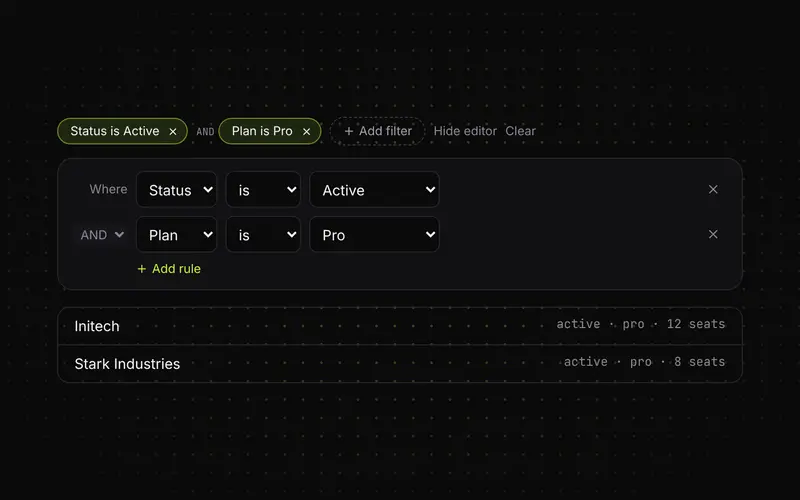 Status is Active × AND Plan is Pro × + Add filter Hide editor Clear
Where Status is Active ×
AND Plan is Pro ×
+ Add rule
Initech active · pro · 12 seats
Stark Industries active · pro · 8 seats